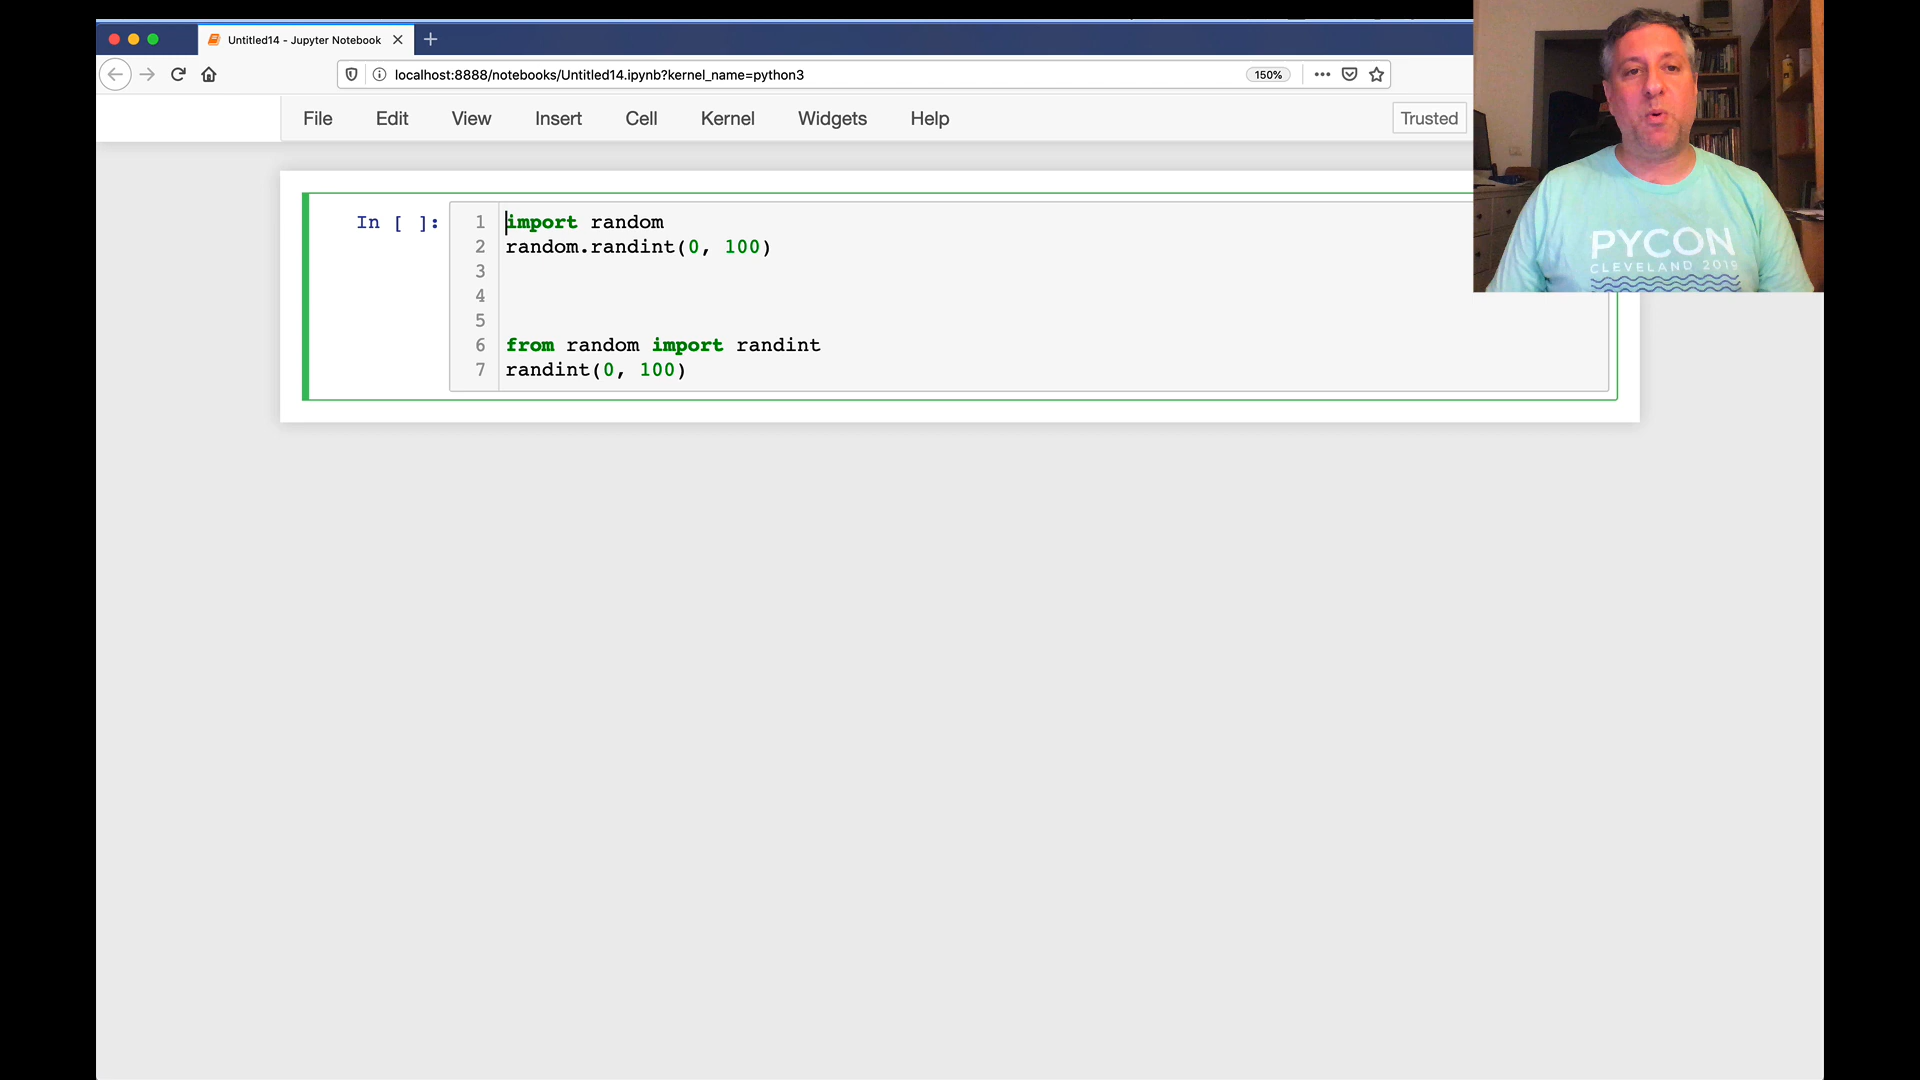 Untitled14 - Jupyter Notebook
localhost:8888/notebooks/Untitled14.ipynb?kernel_name=python3
150%
File Edit View Insert Cell Kernel Widgets Help
Trusted
In [ ]:
1 import random
2 random.randint(0, 100)
3
4
5
6 from random import randint
7 randint(0, 100)
PYCON
CLEVELAND 2019